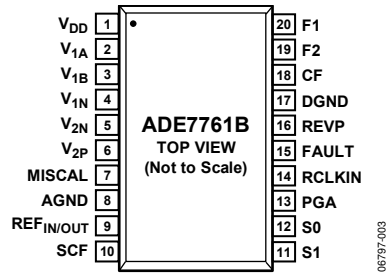 VDD 1 20 F1
V1A 2 19 F2
V1B 3 18 CF
V1N 4 17 DGND
V2N 5 ADE7761B 16 REVP
V2P 6 TOP VIEW 15 FAULT
MISCAL 7 (Not to Scale) 14 RCLKIN
AGND 8 13 PGA
REFIN/OUT 9 12 S0
SCF 10 11 S1
06797-003